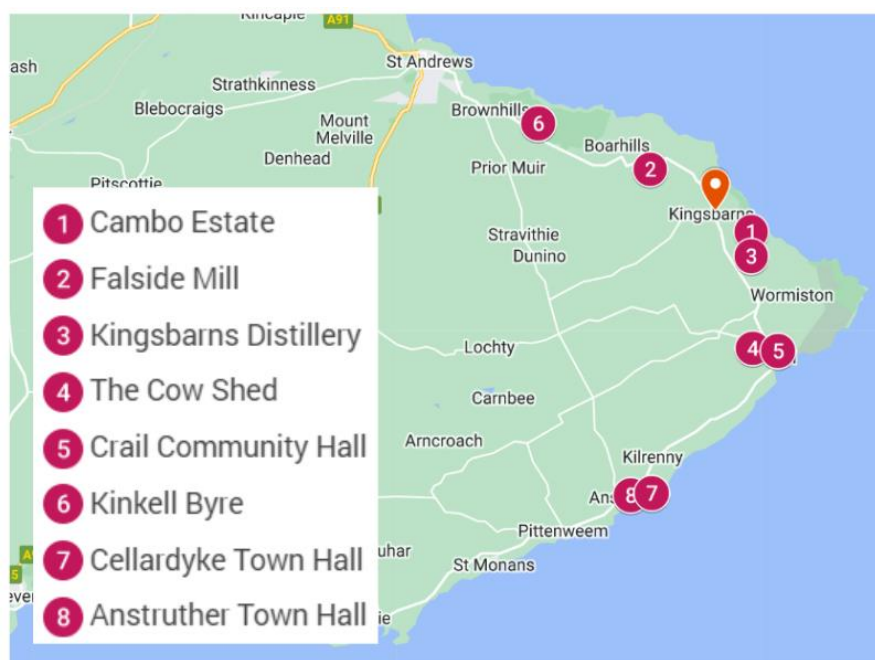 Kincaple
A91
ash
St Andrews
Strathkinness
Blebocraigs
Brownhills
6
Mount
Melville
Boarhills
Denhead
Prior Muir
2
Pitscottie
Kingsbarns
1 Cambo Estate
2 Falside Mill
3 Kingsbarns Distillery
4 The Cow Shed
5 Crail Community Hall
6 Kinkell Byre
7 Cellardyke Town Hall
8 Anstruther Town Hall
1
Stravithie
Dunino
3
Wormiston
Lochty
4
5
Carnbee
Arncroach
Kilrenny
Ans
8
7
Pittenweem
uhar
St Monans
ie